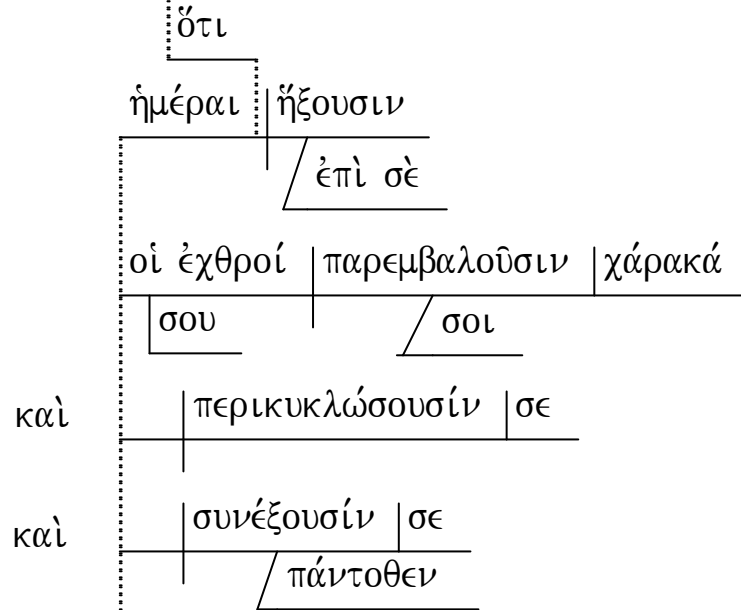 ὅτι
ἡμέραι ἥξουσιν
ἐπὶ σὲ
οἱ ἐχθροί παρεμβαλοῦσιν χάρακά
σου σοι
καὶ περικυκλώσουσίν σε
καὶ συνέξουσίν σε
πάντοθεν